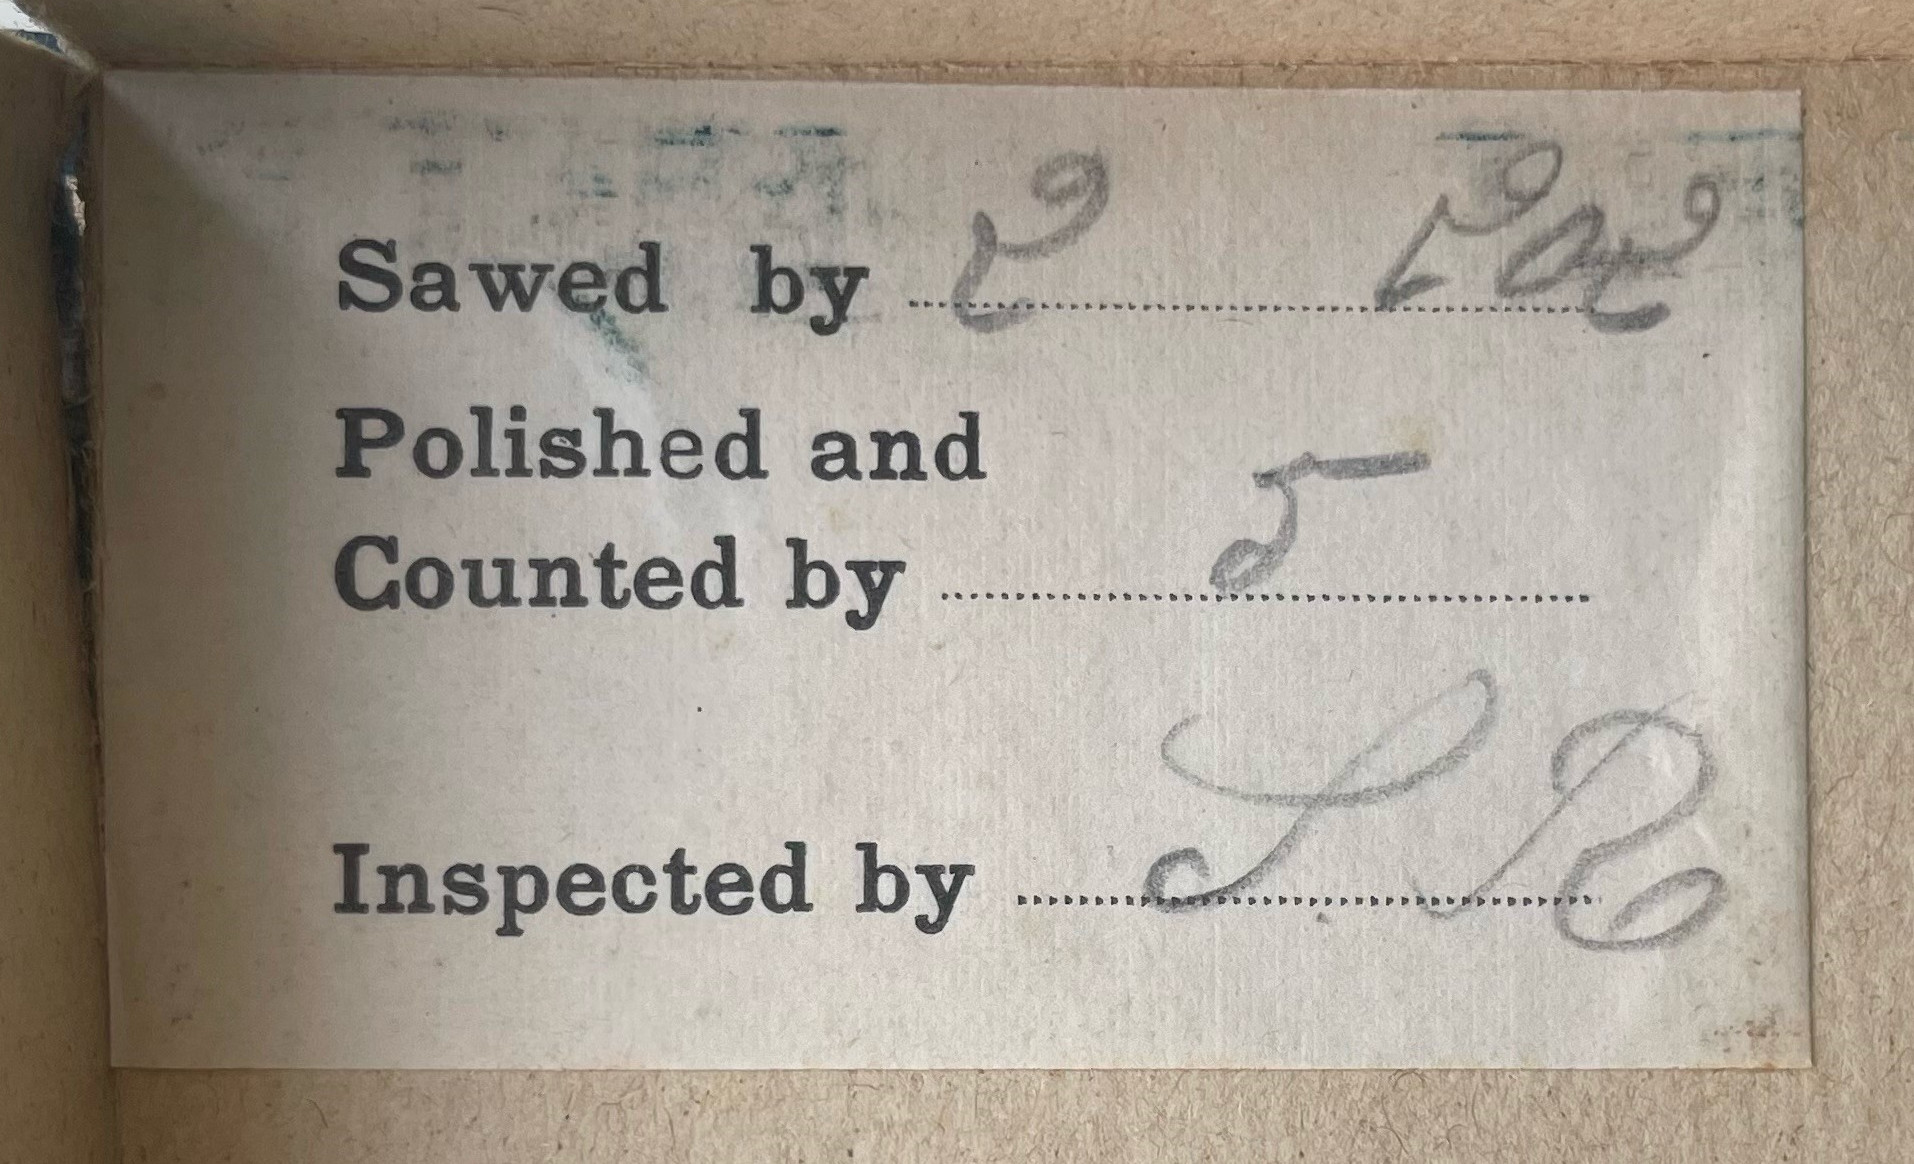 Sawed by
Polished and
Counted by 5
Inspected by